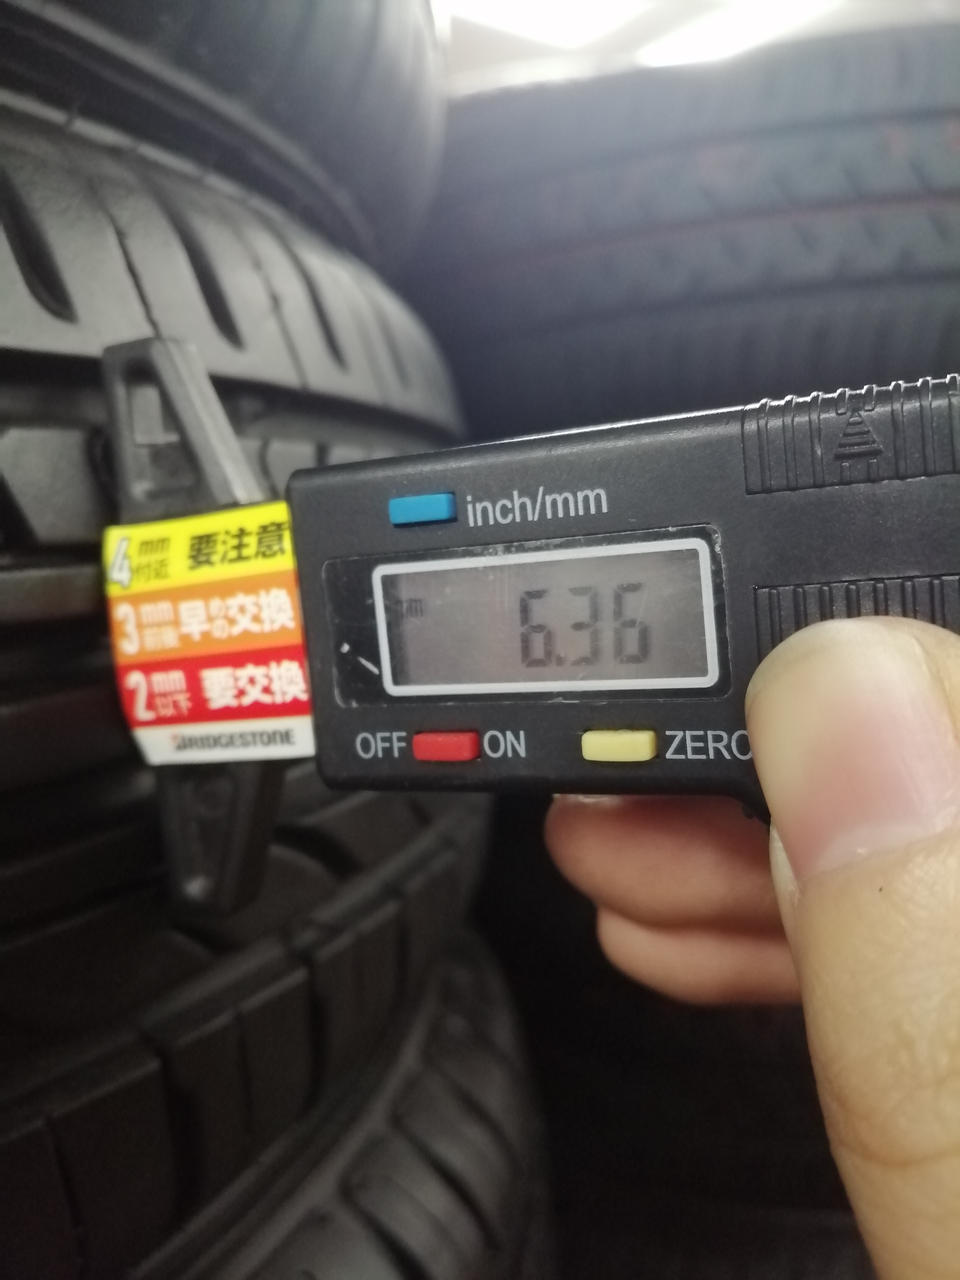 inch/mm
4mm付近 要注意
3mm前後 早めの交換
2mm以下 要交換
BRIDGESTONE
mm 6.36
OFF ON ZERO